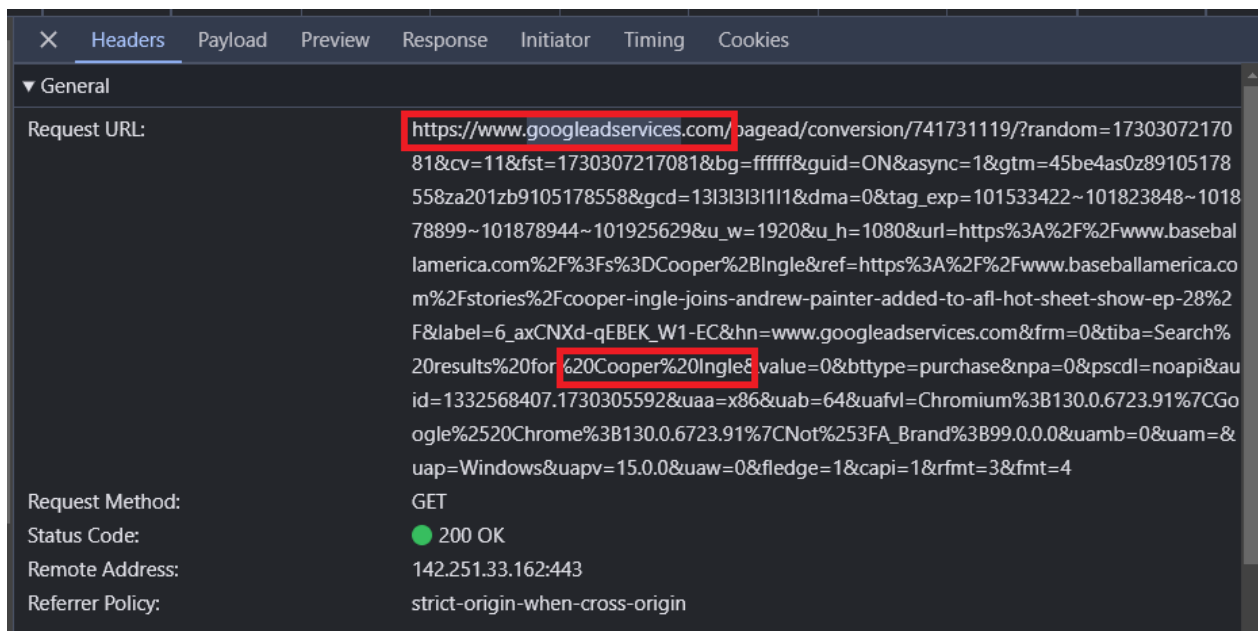 Headers Payload Preview Response Initiator Timing Cookies
▼ General
Request URL: https://www.googleadservices.com/pagead/conversion/741731119/?random=17303072170
81&cv=11&fst=1730307217081&bg=ffffff&guid=ON&async=1&gtm=45be4as0z89105178
558za201zb9105178558&gcd=13l3l3l3l1l1&dma=0&tag_exp=101533422~101823848~1018
78899~101878944~101925629&u_w=1920&u_h=1080&url=https%3A%2F%2Fwww.basebal
lamerica.com%2F%3Fs%3DCooper%2BIngle&ref=https%3A%2F%2Fwww.baseballamerica.co
m%2Fstories%2Fcooper-ingle-joins-andrew-painter-added-to-afl-hot-sheet-show-ep-28%2
F&label=6_axCNXd-qEBEK_W1-EC&hn=www.googleadservices.com&frm=0&tiba=Search%
20results%20for%20Cooper%20Ingle&value=0&bttype=purchase&npa=0&pscdl=noapi&au
id=1332568407.1730305592&uaa=x86&uab=64&uafvl=Chromium%3B130.0.6723.91%7CGo
ogle%2520Chrome%3B130.0.6723.91%7CNot%253FA_Brand%3B99.0.0.0&uamb=0&uam=&
uap=Windows&uapv=15.0.0&uaw=0&fledge=1&capi=1&rfmt=3&fmt=4
Request Method: GET
Status Code: 200 OK
Remote Address: 142.251.33.162:443
Referrer Policy: strict-origin-when-cross-origin